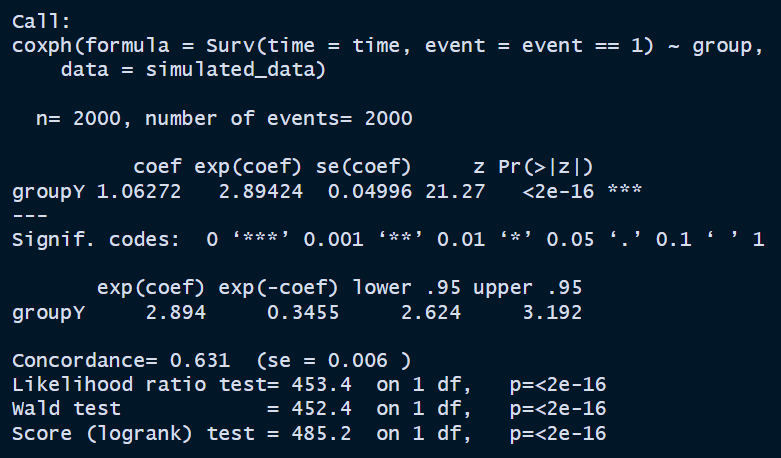 Call:
coxph(formula = Surv(time = time, event = event == 1) ~ group,
    data = simulated_data)

  n= 2000, number of events= 2000

          coef exp(coef) se(coef)     z Pr(>|z|)
groupY 1.06272   2.89424  0.04996 21.27   <2e-16 ***
---
Signif. codes:  0 ‘***’ 0.001 ‘**’ 0.01 ‘*’ 0.05 ‘.’ 0.1 ‘ ’ 1

       exp(coef) exp(-coef) lower .95 upper .95
groupY     2.894     0.3455     2.624     3.192

Concordance= 0.631  (se = 0.006 )
Likelihood ratio test= 453.4  on 1 df,   p=<2e-16
Wald test            = 452.4  on 1 df,   p=<2e-16
Score (logrank) test = 485.2  on 1 df,   p=<2e-16